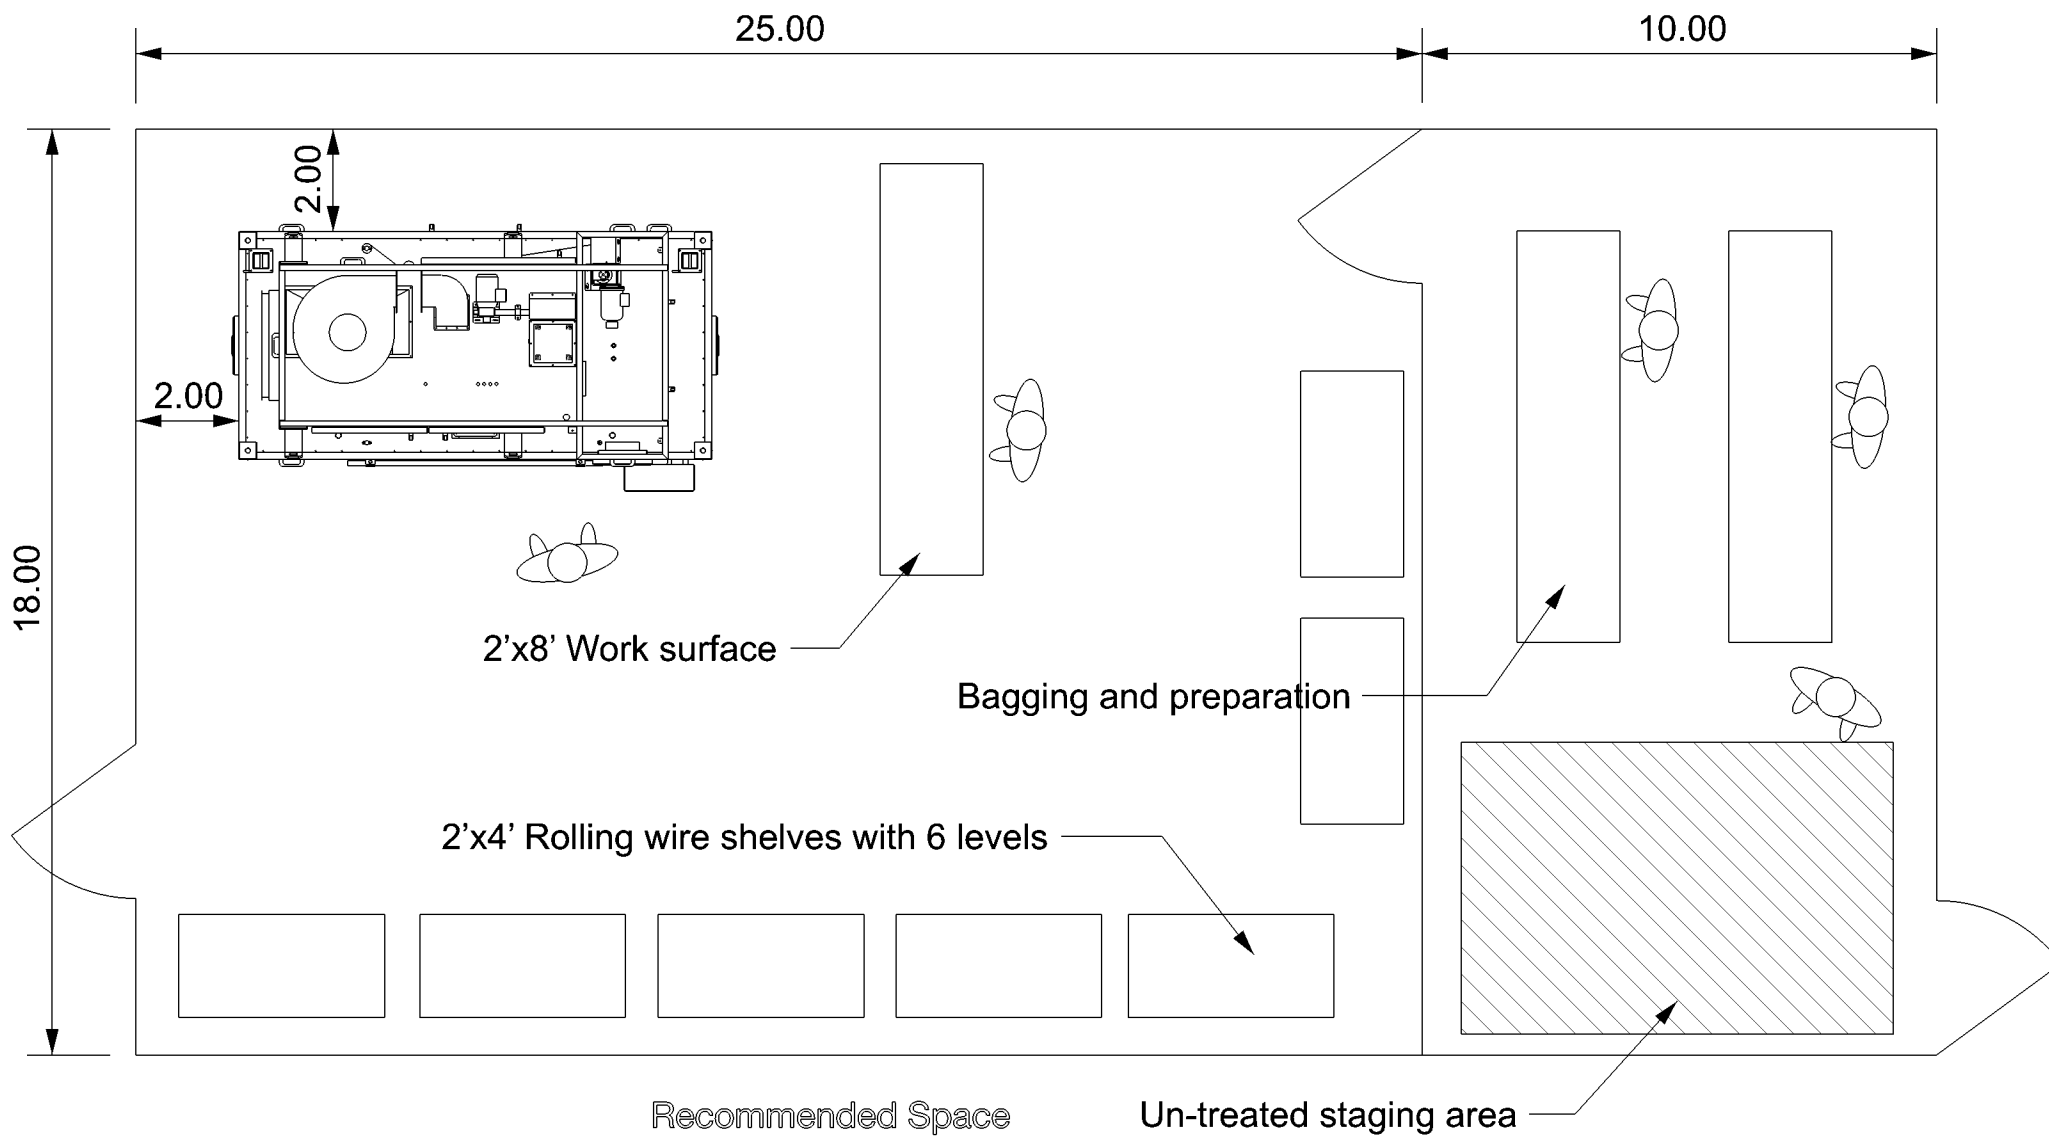 25.00
10.00
2.00
2.00
18.00
2’x8’ Work surface
Bagging and preparation
2’x4’ Rolling wire shelves with 6 levels
Recommended Space
Un-treated staging area